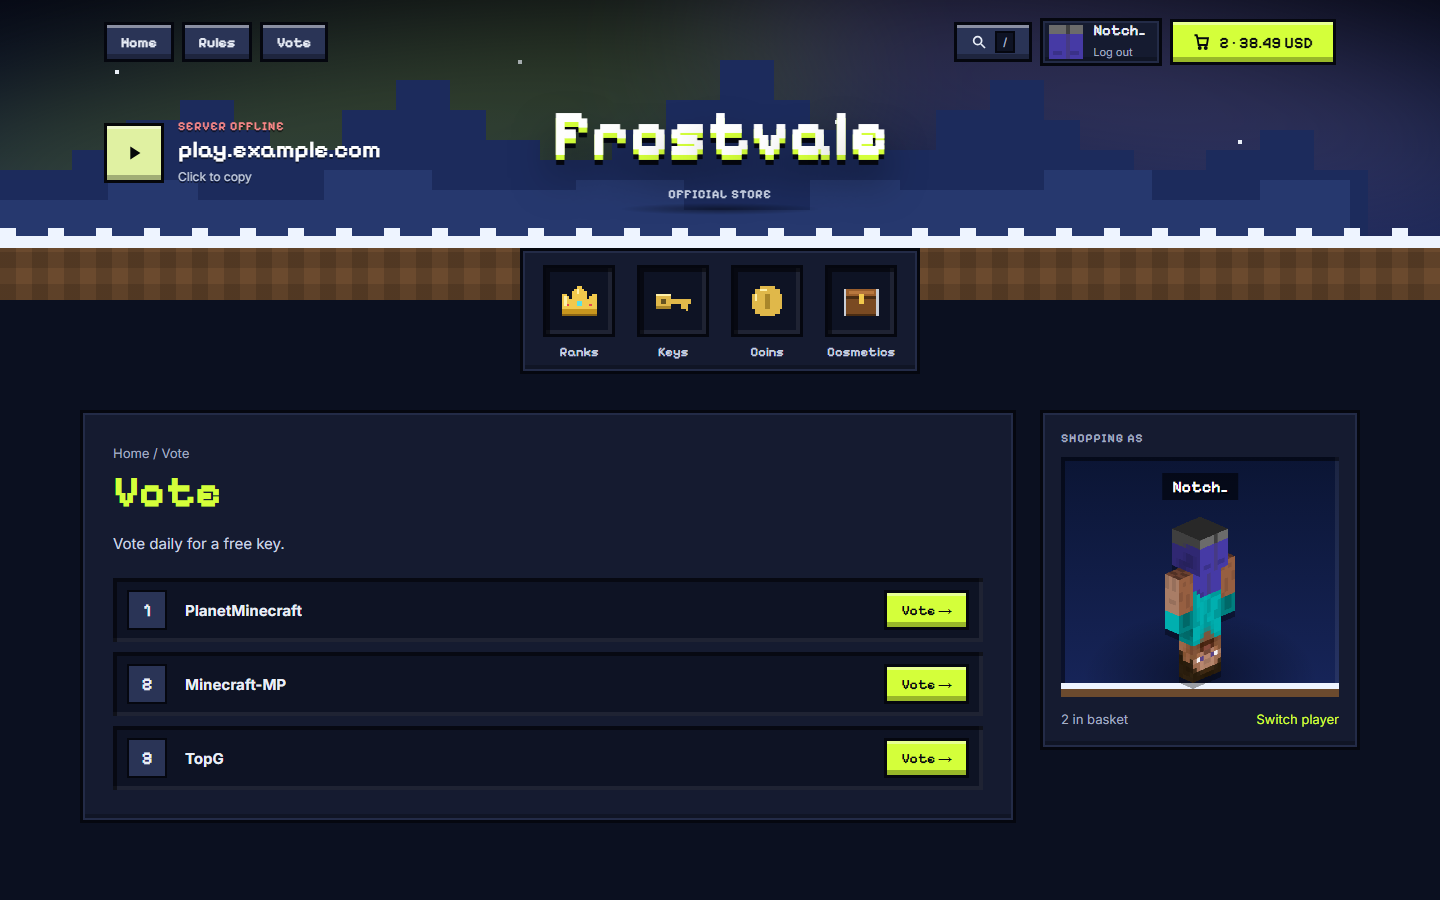 Home
Rules
Vote
/
Notch_
Log out
2 · 38.49 USD
SERVER OFFLINE
play.example.com
Click to copy
Frostvale
OFFICIAL STORE
Ranks
Keys
Coins
Cosmetics
Home / Vote
Vote
Vote daily for a free key.
1
PlanetMinecraft
Vote →
2
Minecraft-MP
Vote →
3
TopG
Vote →
SHOPPING AS
Notch_
2 in basket
Switch player